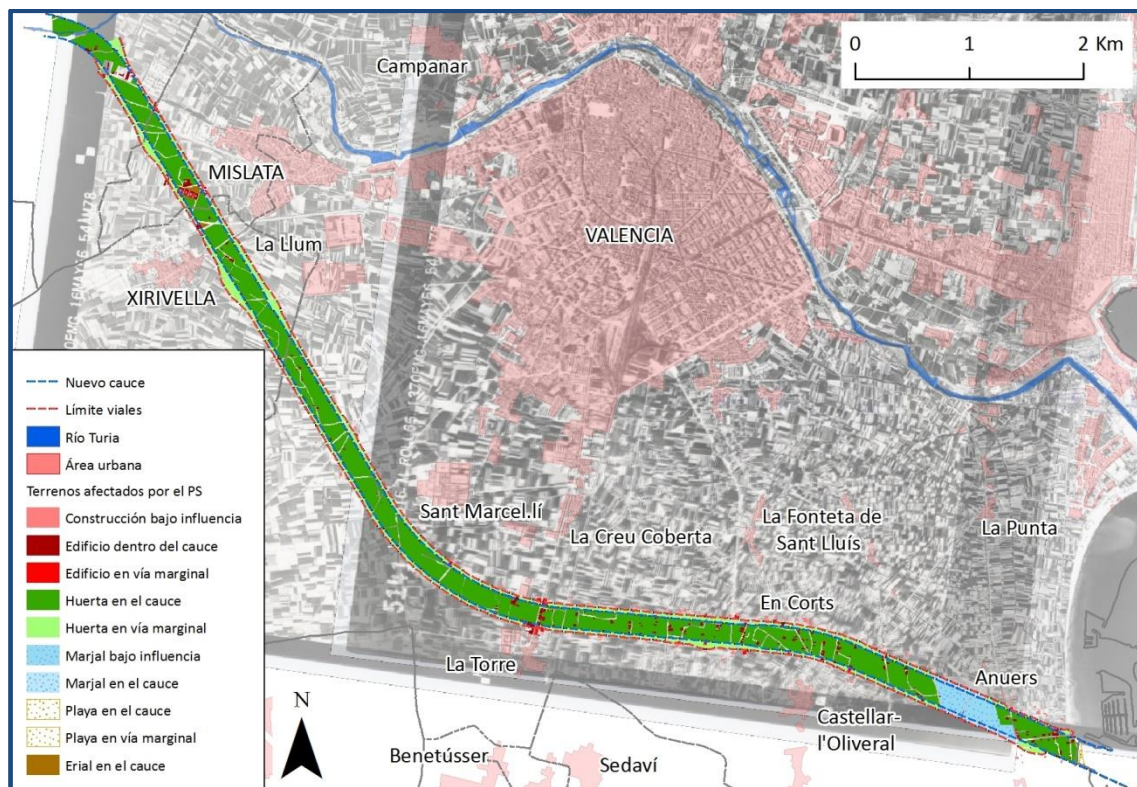 0 1 2 Km
Campanar
MISLATA
VALENCIA
La Llum
XIRIVELLA
Sant Marcel.lí
La Creu Coberta
La Fonteta de
Sant Lluís
La Punta
En Corts
La Torre
Anuers
Castellar-
l'Oliveral
Benetússer
Sedaví
N
Nuevo cauce
Límite viales
Río Turia
Área urbana
Terrenos afectados por el PS
Construcción bajo influencia
Edificio dentro del cauce
Edificio en vía marginal
Huerta en el cauce
Huerta en vía marginal
Marjal bajo influencia
Marjal en el cauce
Playa en el cauce
Playa en vía marginal
Erial en el cauce